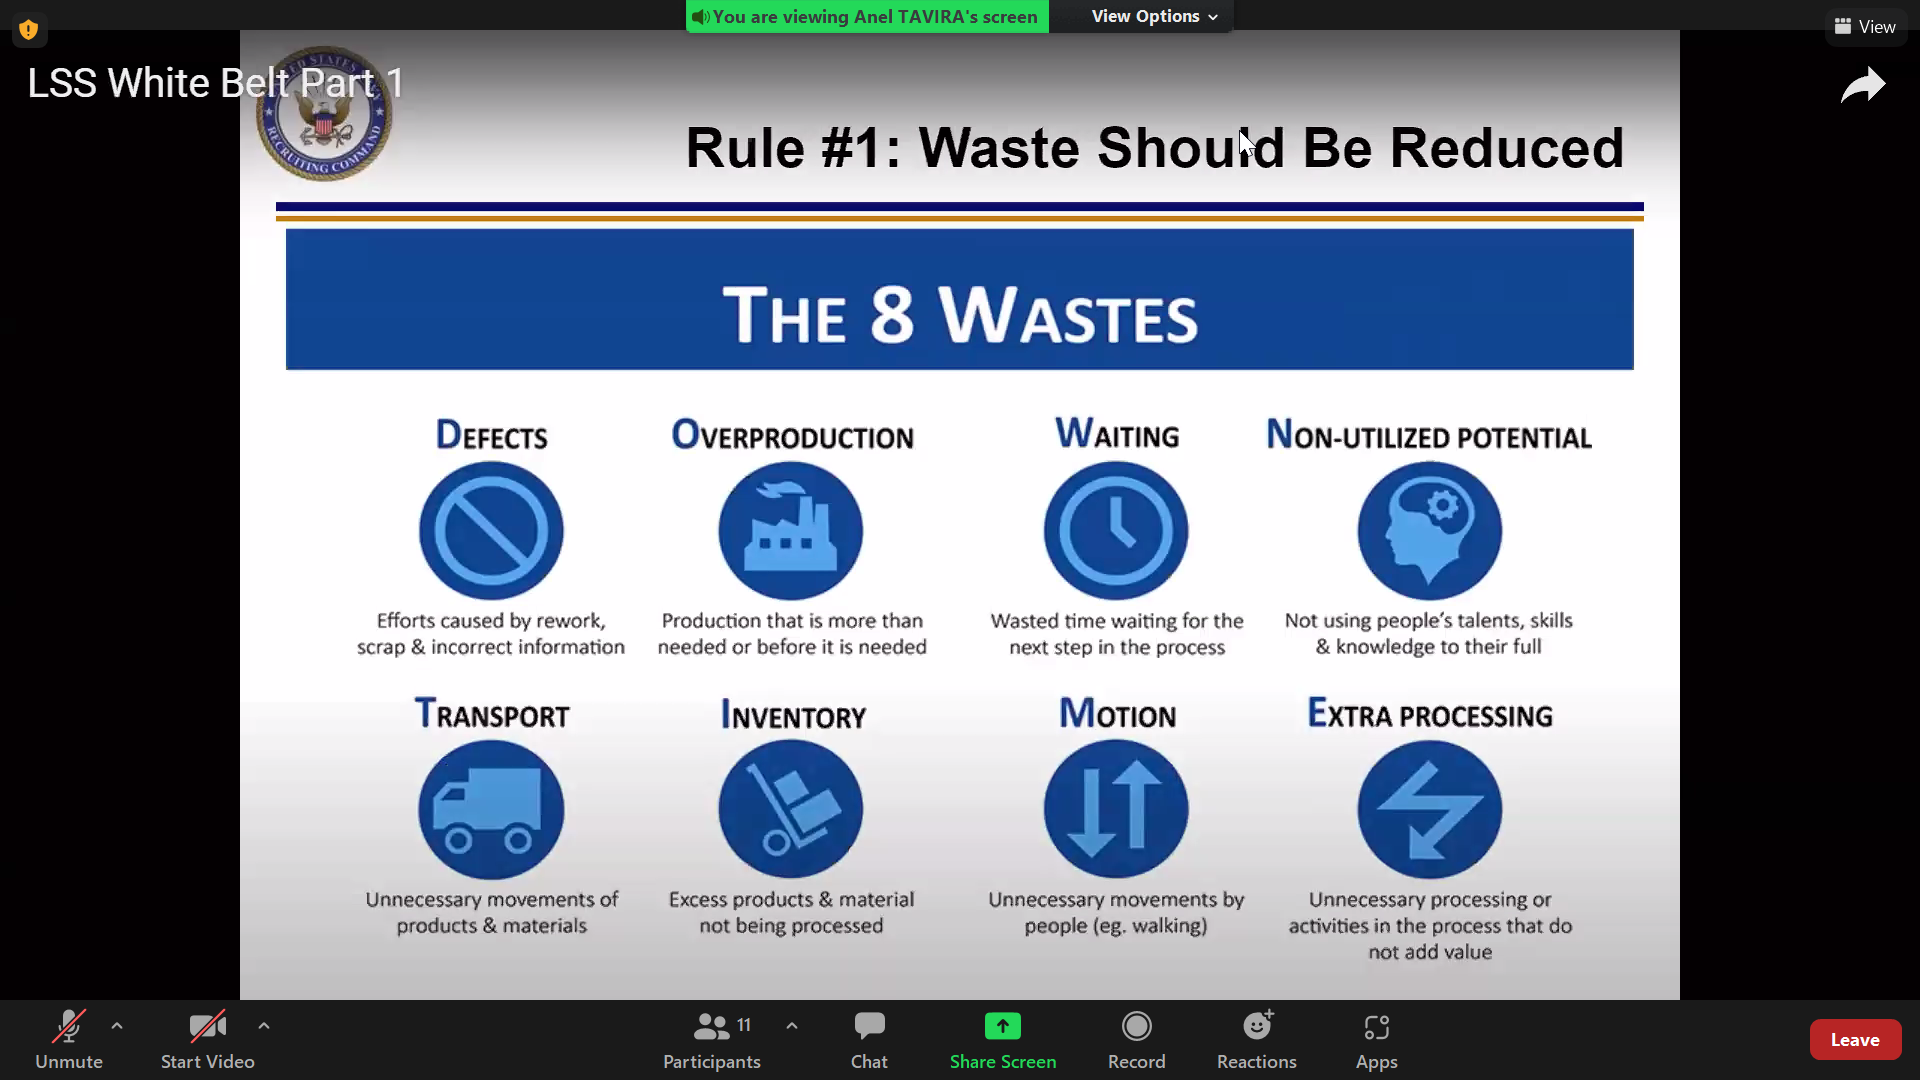 You are viewing Anel TAVIRA's screen
View Options
View
LSS White Belt Part 1
UNITED STATES NAVY
RECRUITING COMMAND
Rule #1: Waste Should Be Reduced
THE 8 WASTES
DEFECTS
OVERPRODUCTION
WAITING
NON-UTILIZED POTENTIAL
Efforts caused by rework,
scrap & incorrect information
Production that is more than
needed or before it is needed
Wasted time waiting for the
next step in the process
Not using people's talents, skills
& knowledge to their full
TRANSPORT
INVENTORY
MOTION
EXTRA PROCESSING
Unnecessary movements of
products & materials
Excess products & material
not being processed
Unnecessary movements by
people (eg. walking)
Unnecessary processing or
activities in the process that do
not add value
Unmute
Start Video
11
Participants
Chat
Share Screen
Record
Reactions
Apps
Leave